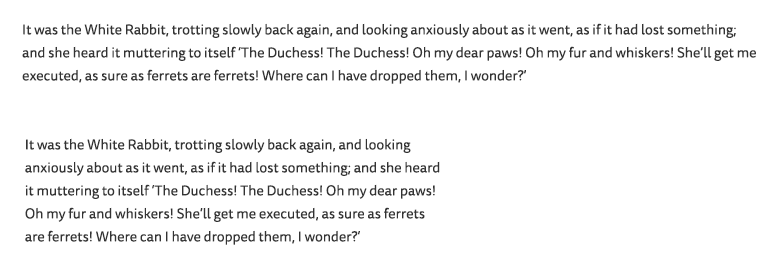 It was the White Rabbit, trotting slowly back again, and looking anxiously about as it went, as if it had lost something;
and she heard it muttering to itself ‘The Duchess! The Duchess! Oh my dear paws! Oh my fur and whiskers! She’ll get me
executed, as sure as ferrets are ferrets! Where can I have dropped them, I wonder?’
It was the White Rabbit, trotting slowly back again, and looking
anxiously about as it went, as if it had lost something; and she heard
it muttering to itself ‘The Duchess! The Duchess! Oh my dear paws!
Oh my fur and whiskers! She’ll get me executed, as sure as ferrets
are ferrets! Where can I have dropped them, I wonder?’